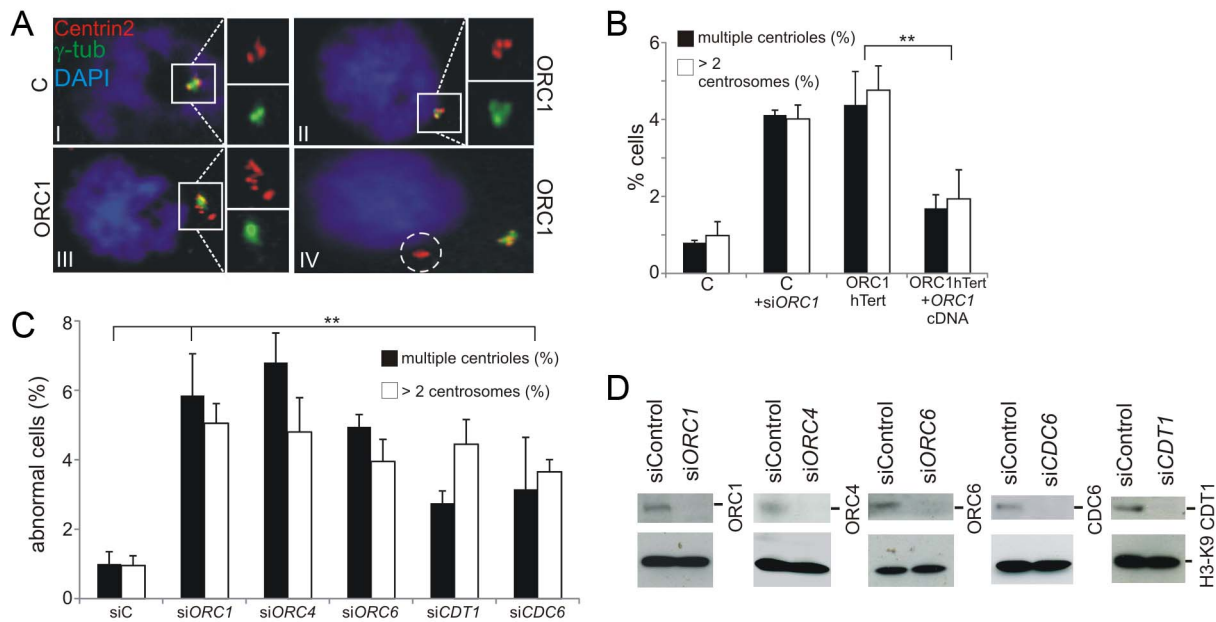 A
Centrin2
γ-tub
DAPI
C
I
II
ORC1
ORC1
III
IV
ORC1
B
% cells
6
4
2
0
multiple centrioles (%)
> 2
centrosomes (%)
**
C
C
+siORC1
ORC1
hTert
ORC1hTert
+ORC1
cDNA
C
abnormal cells (%)
8
6
4
2
0
**
multiple centrioles (%)
> 2 centrosomes (%)
siC
siORC1
siORC4
siORC6
siCDT1
siCDC6
D
siControl
siORC1
ORC1
siControl
siORC4
ORC4
siControl
siORC6
ORC6
siControl
siCDC6
CDC6
siControl
siCDT1
CDT1
H3-K9